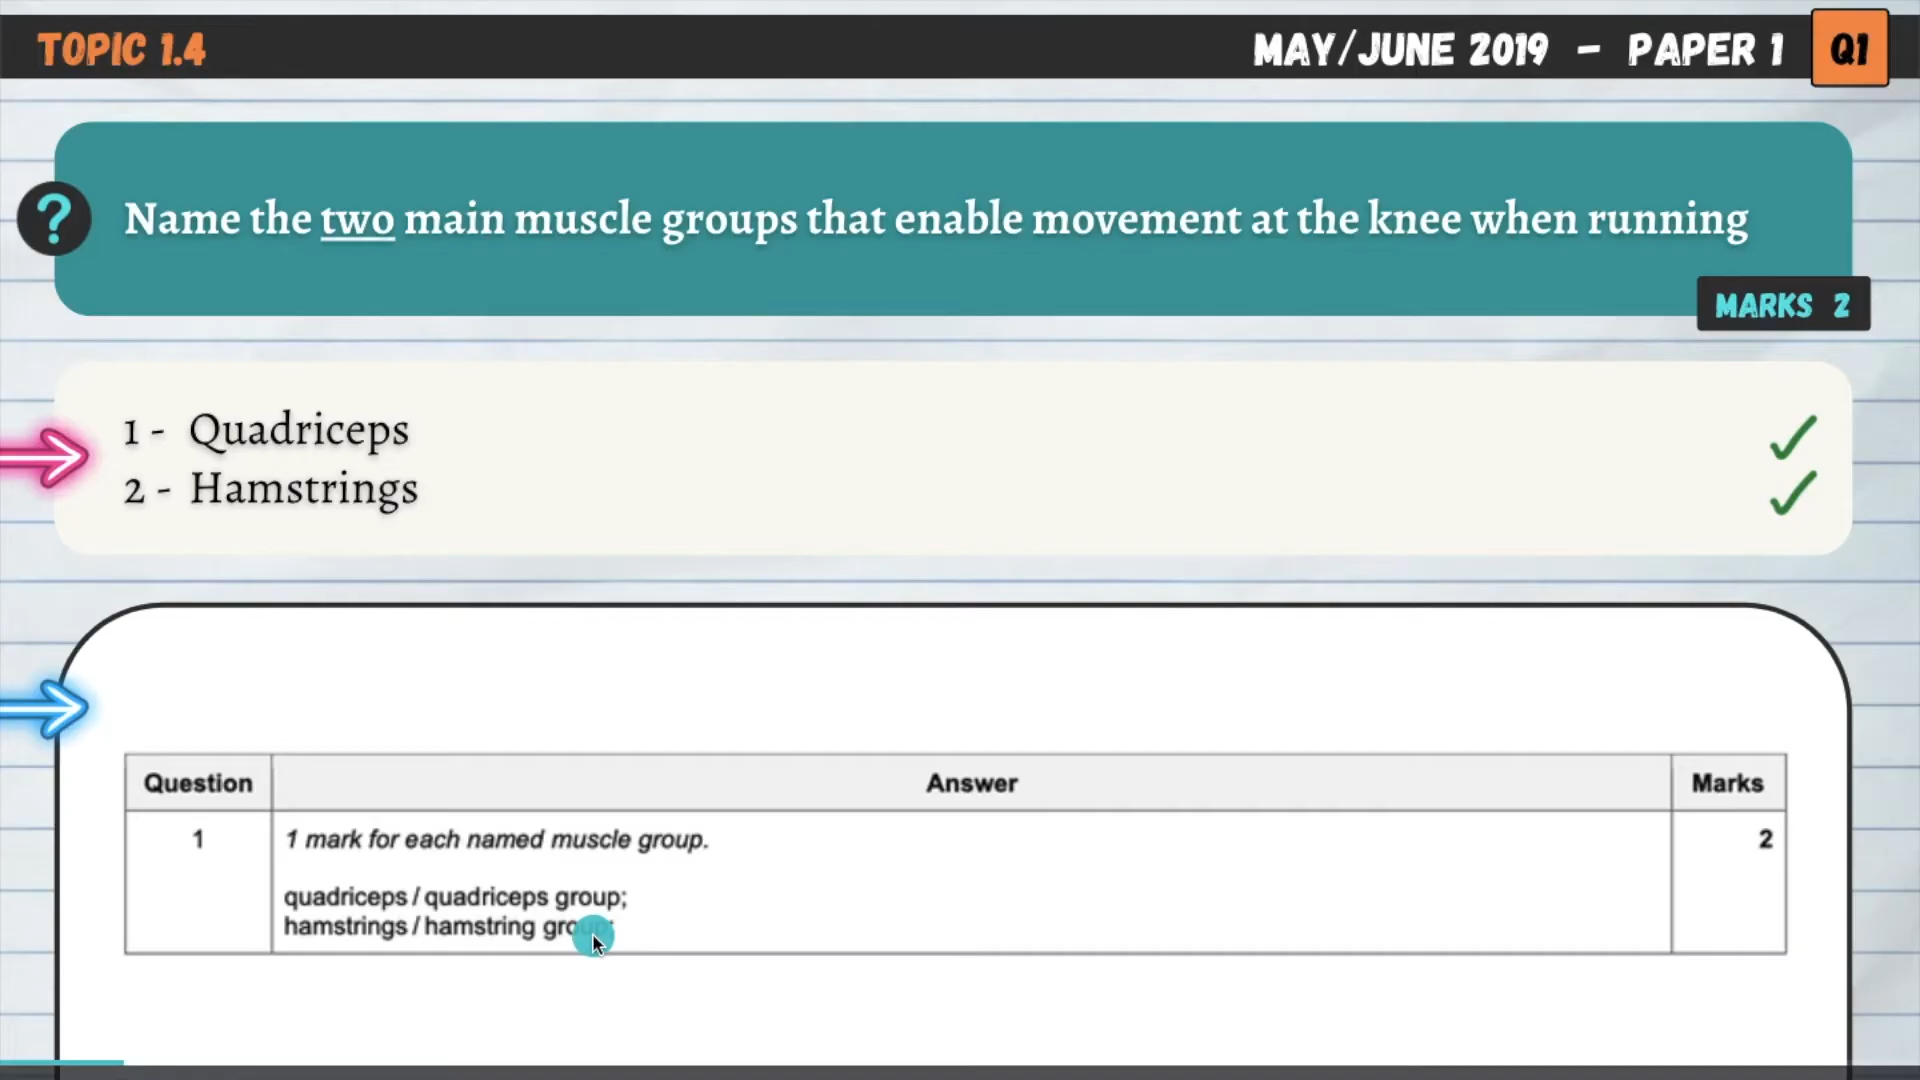 TOPIC 1.4
MAY/JUNE 2019 - PAPER 1
Q1
?
Name the two main muscle groups that enable movement at the knee when running
MARKS 2
1 - Quadriceps
2 - Hamstrings
Question Answer Marks
1 1 mark for each named muscle group. 2
quadriceps / quadriceps group;
hamstrings / hamstring group;